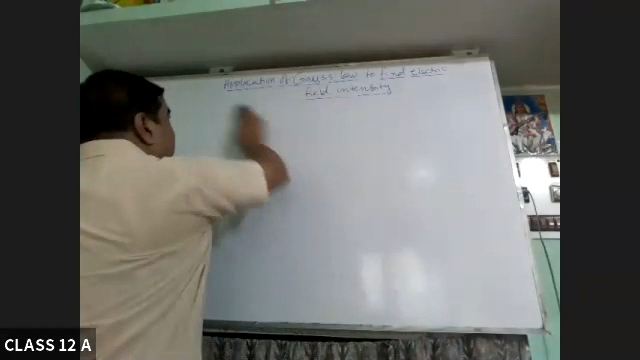 Application of Gauss law to find electric
field intensity
CLASS 12 A